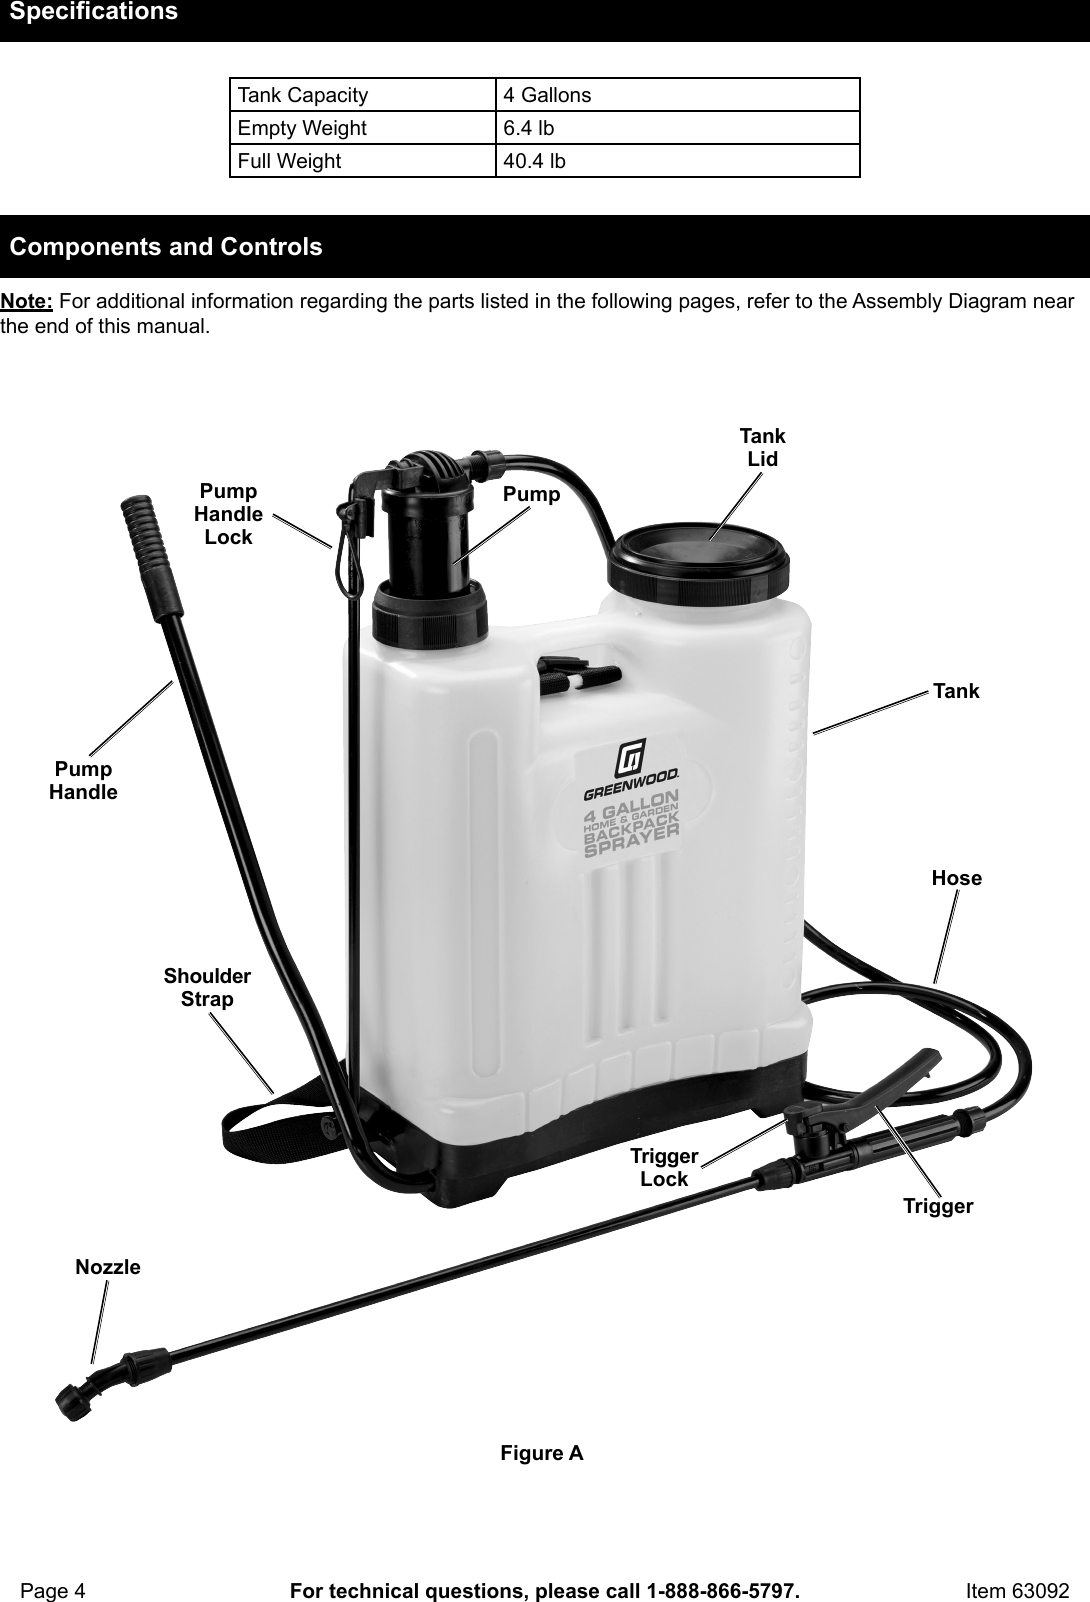 Specifications
Tank Capacity 4 Gallons
Empty Weight 6.4 lb
Full Weight 40.4 lb
Components and Controls
Note: For additional information regarding the parts listed in the following pages, refer to the Assembly Diagram near
the end of this manual.
Tank
Lid
Pump
Handle
Lock
Pump
Tank
Pump
Handle
GREENWOOD
4 GALLON
HOME & GARDEN
BACKPACK
SPRAYER
Hose
Shoulder
Strap
Trigger
Lock
Trigger
Nozzle
Figure A
Page 4 For technical questions, please call 1-888-866-5797. Item 63092